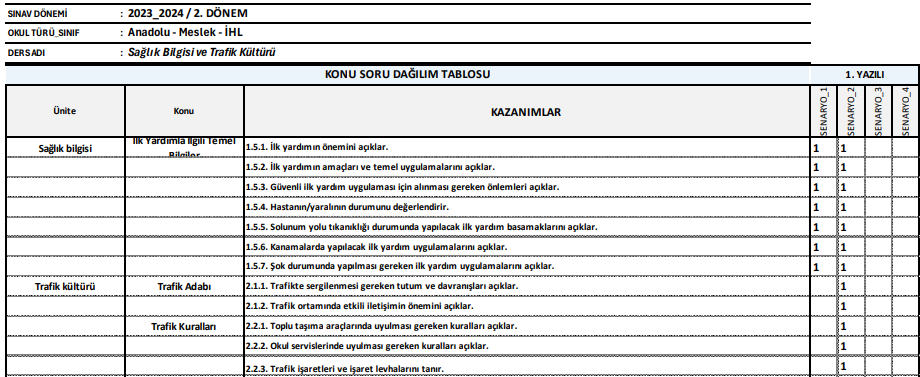 SINAV DÖNEMİ : 2023_2024 / 2. DÖNEM
OKUL TÜRÜ_SINIF : Anadolu - Meslek - İHL
DERS ADI : Sağlık Bilgisi ve Trafik Kültürü
KONU SORU DAĞILIM TABLOSU 1. YAZILI
Ünite Konu KAZANIMLAR SENARYO_1 SENARYO_2 SENARYO_3 SENARYO_4
Sağlık bilgisi İlk Yardımla İlgili Temel Bilgiler 1.5.1. İlk yardımın önemini açıklar. 1 1
1.5.2. İlk yardımın amaçları ve temel uygulamalarını açıklar. 1 1
1.5.3. Güvenli ilk yardım uygulaması için alınması gereken önlemleri açıklar. 1 1
1.5.4. Hastanın/yaralının durumunu değerlendirir. 1 1
1.5.5. Solunum yolu tıkanıklığı durumunda yapılacak ilk yardım basamaklarını açıklar. 1 1
1.5.6. Kanamalarda yapılacak ilk yardım uygulamalarını açıklar. 1 1
1.5.7. Şok durumunda yapılması gereken ilk yardım uygulamalarını açıklar. 1 1
Trafik kültürü Trafik Adabı 2.1.1. Trafikte sergilenmesi gereken tutum ve davranışları açıklar. 1
2.1.2. Trafik ortamında etkili iletişimin önemini açıklar. 1
Trafik Kuralları 2.2.1. Toplu taşıma araçlarında uyulması gereken kuralları açıklar. 1
2.2.2. Okul servislerinde uyulması gereken kuralları açıklar. 1
2.2.3. Trafik işaretleri ve işaret levhalarını tanır. 1